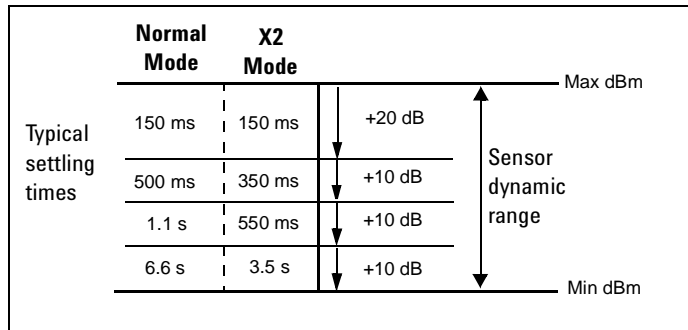 Normal Mode
X2 Mode
Max dBm
Typical settling times
150 ms 150 ms +20 dB
500 ms 350 ms +10 dB
1.1 s 550 ms +10 dB
6.6 s 3.5 s +10 dB
Sensor dynamic range
Min dBm